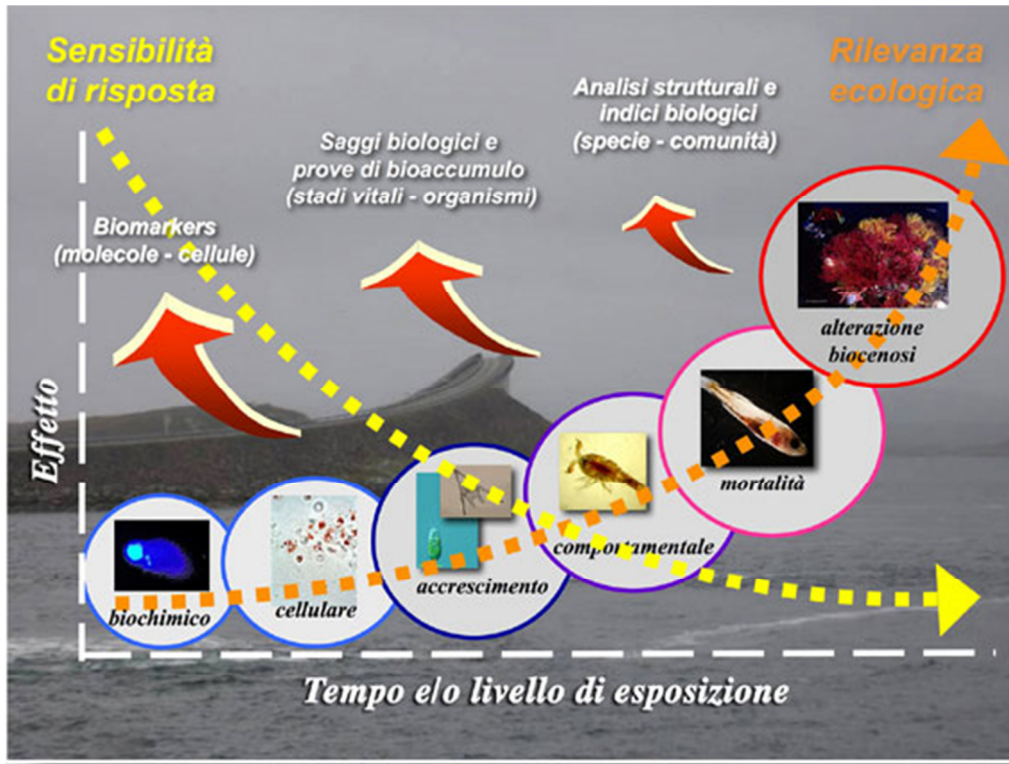 Sensibilità
di risposta
Rilevanza
ecologica
Analisi strutturali e
indici biologici
(specie - comunità)
Saggi biologici e
prove di bioaccumulo
(stadi vitali - organismi)
Biomarkers
(molecole - cellule)
Effetto
alterazione
biocenosi
mortalità
comportamentale
accrescimento
cellulare
biochimico
Tempo e/o livello di esposizione